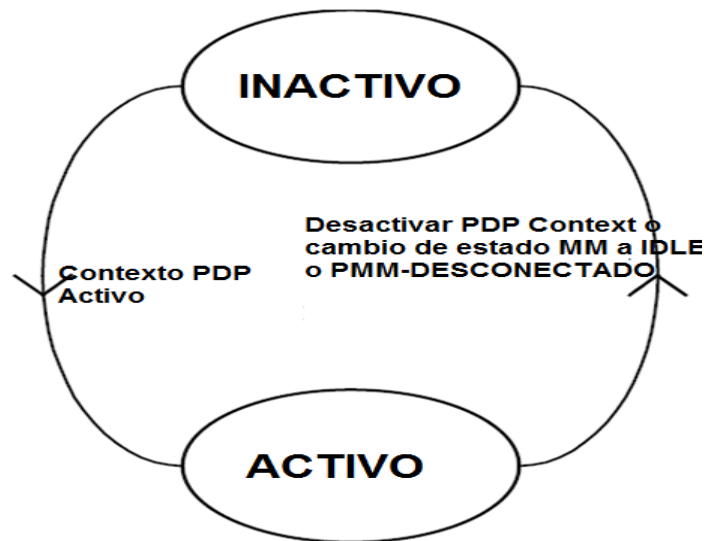 INACTIVO
Desactivar PDP Context o
cambio de estado MM a IDLE
o PMM-DESCONECTADO
Contexto PDP
Activo
ACTIVO